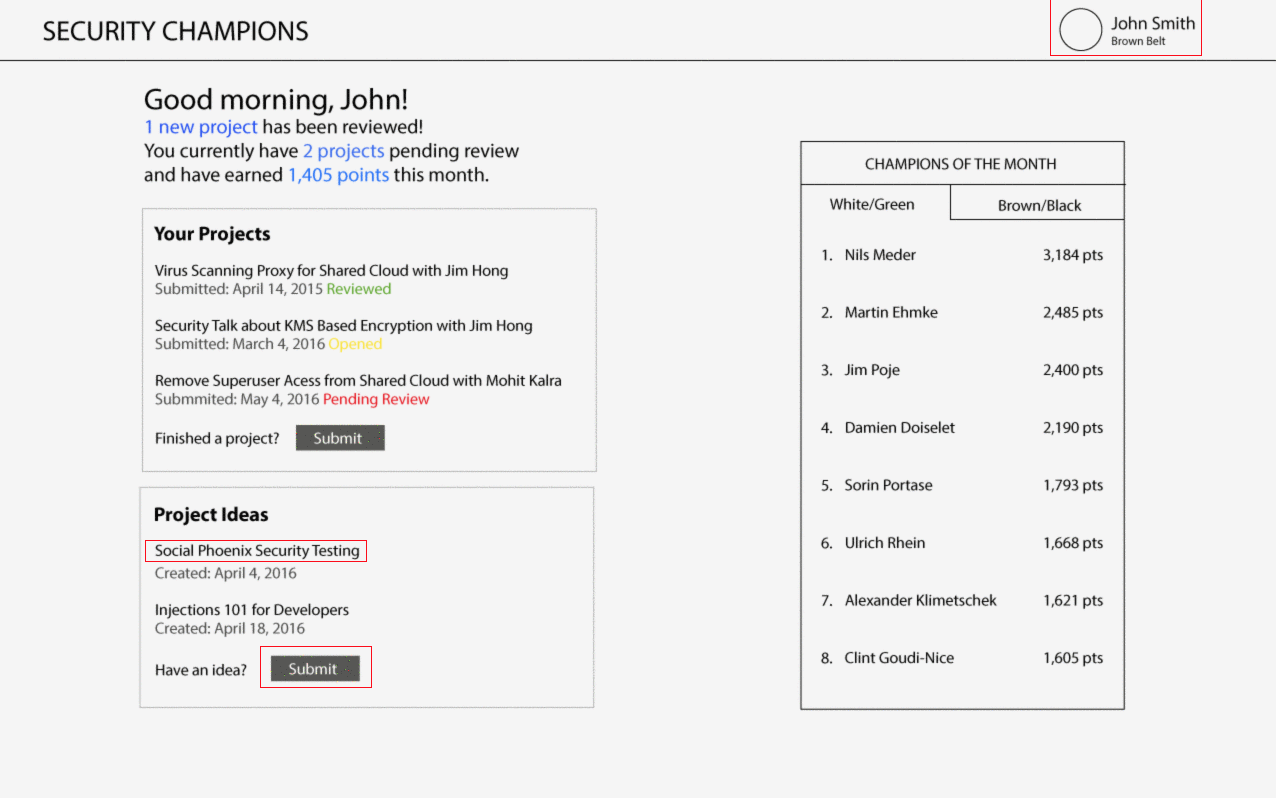 SECURITY CHAMPIONS
John Smith
Brown Belt
Good morning, John!
1 new project has been reviewed!
You currently have 2 projects pending review
and have earned 1,405 points this month.
Your Projects
Virus Scanning Proxy for Shared Cloud with Jim Hong
Submitted: April 14, 2015 Reviewed
Security Talk about KMS Based Encryption with Jim Hong
Submitted: March 4, 2016 Opened
Remove Superuser Acess from Shared Cloud with Mohit Kalra
Submmited: May 4, 2016 Pending Review
Finished a project? Submit
Project Ideas
Social Phoenix Security Testing
Created: April 4, 2016
Injections 101 for Developers
Created: April 18, 2016
Have an idea? Submit
CHAMPIONS OF THE MONTH
White/Green Brown/Black
1. Nils Meder 3,184 pts
2. Martin Ehmke 2,485 pts
3. Jim Poje 2,400 pts
4. Damien Doiselet 2,190 pts
5. Sorin Portase 1,793 pts
6. Ulrich Rhein 1,668 pts
7. Alexander Klimetschek 1,621 pts
8. Clint Goudi-Nice 1,605 pts